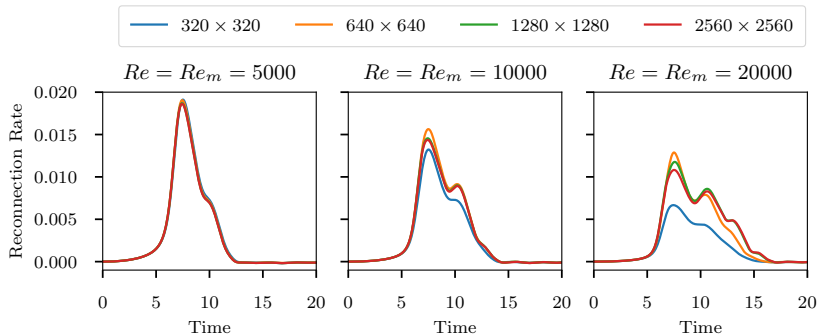 320 × 320 640 × 640 1280 × 1280 2560 × 2560
Re = Re_m = 5000 Re = Re_m = 10000 Re = Re_m = 20000
Reconnection Rate
0.020
0.015
0.010
0.005
0.000
0 5 10 15 20 0 5 10 15 20 0 5 10 15 20
Time Time Time